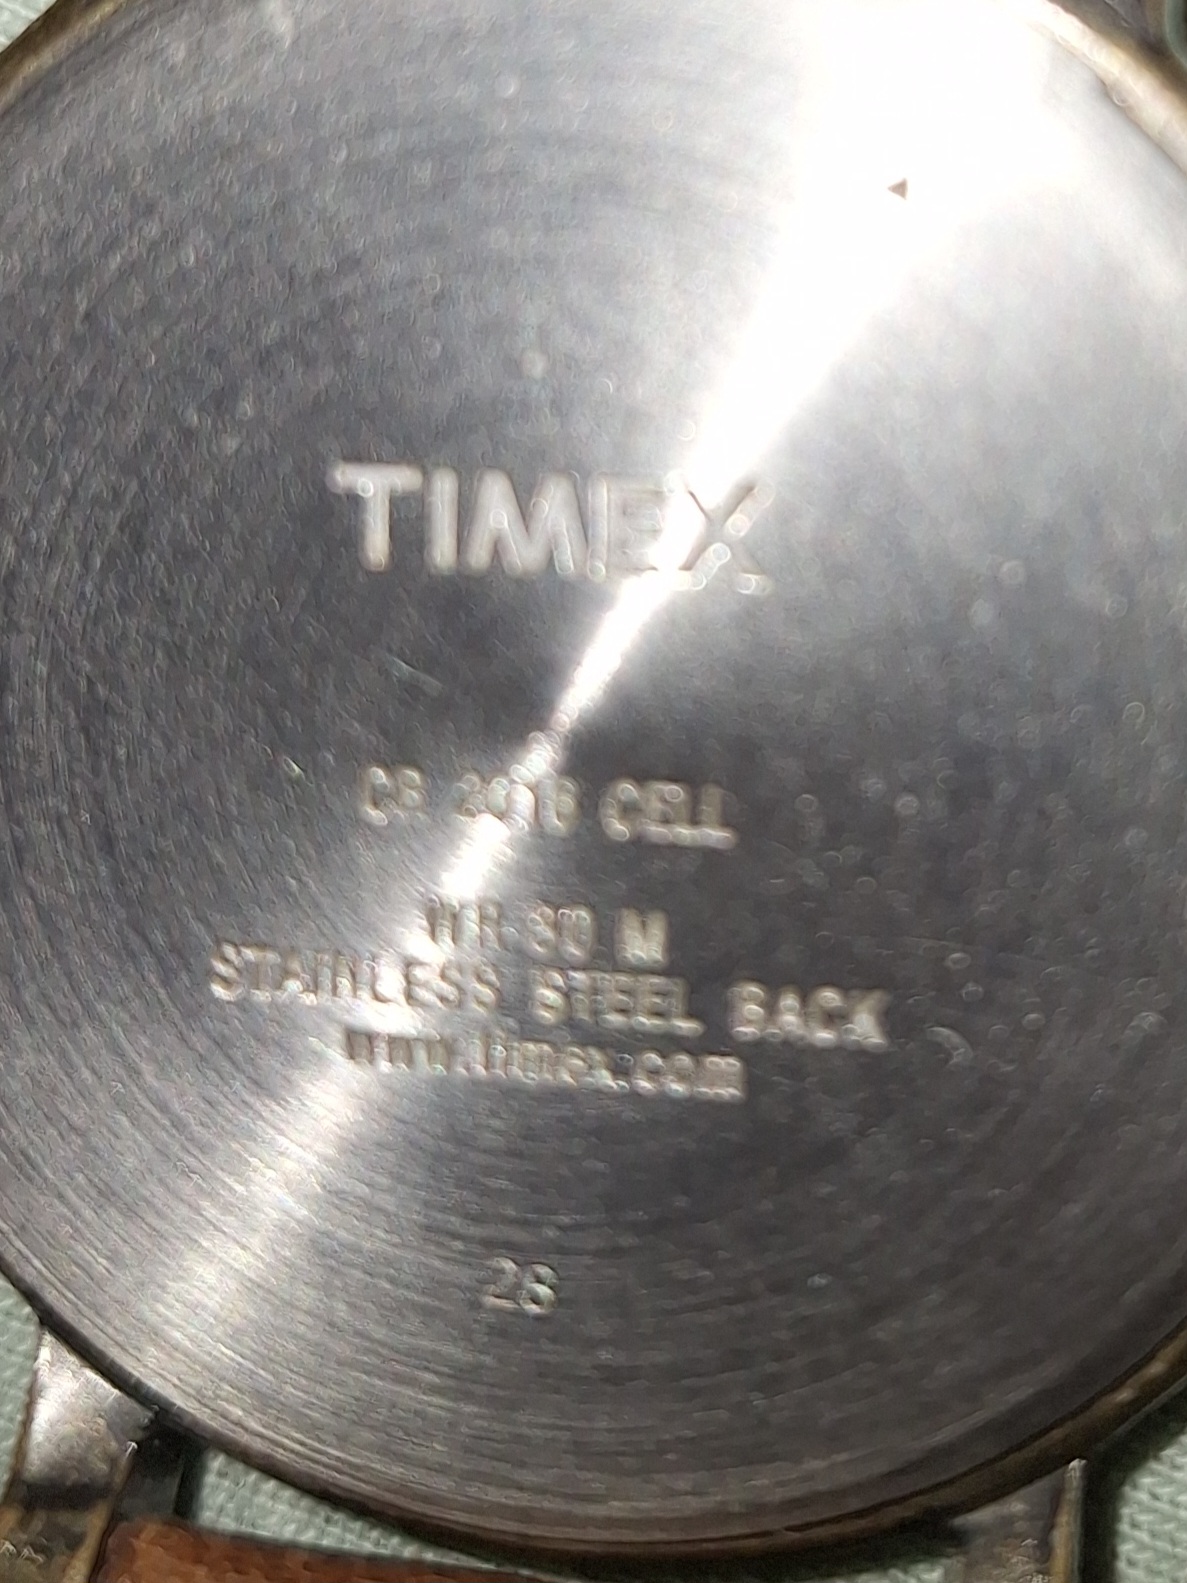 TIMEX
CR 2016 CELL
WR 30 M
STAINLESS STEEL BACK
www.timex.com
28